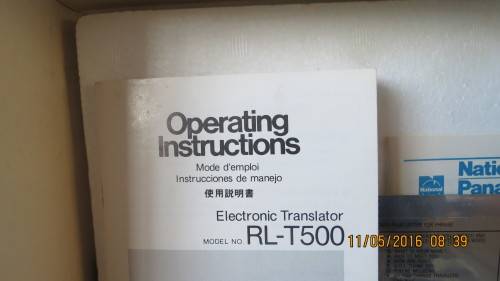 Operating
Instructions
Mode d'emploi
Instrucciones de manejo
使用説明書
Electronic Translator
MODEL NO. RL-T500
National
Natio
Pana
11/05/2016 08:39